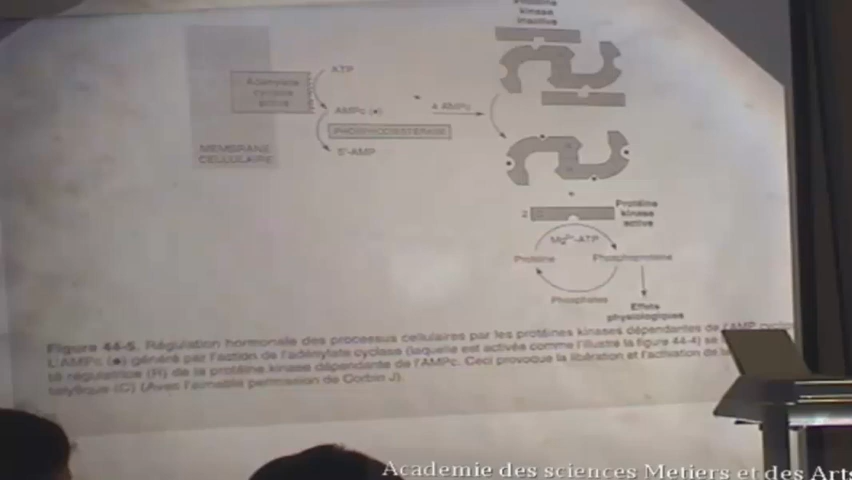 Protéine
kinase
inactive
ATP
Adénylate
cyclase
active
AMPc (●)
4 AMPc
PHOSPHODIESTERASE
5'-AMP
MEMBRANE
CELLULAIRE
2
Protéine
kinase
active
Mg²⁺-ATP
Protéine
Phosphoprotéine
Phosphatase
Effets
physiologiques
Figure 44-5. Régulation hormonale des processus cellulaires par les protéines kinases dépendantes de l'AMP cyclique
L'AMPc (●) généré par l'action de l'adénylate cyclase (laquelle est activée comme l'illustre la figure 44-4) se
té régulatrice (R) de la protéine kinase dépendante de l'AMPc. Ceci provoque la libération et l'activation de
talytique (C) (Avec l'aimable permission de Corbin J).
Academie des sciences Metiers et des Arts